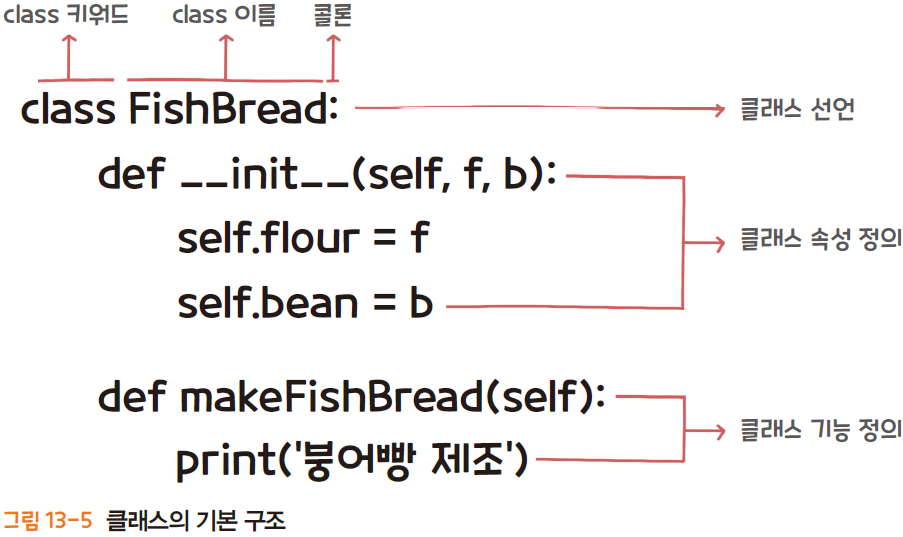 class 키워드 class 이름 콜론
class FishBread: 클래스 선언
def __init__(self, f, b):
self.flour = f 클래스 속성 정의
self.bean = b
def makeFishBread(self):
클래스 기능 정의
print('붕어빵 제조')
그림 13-5 클래스의 기본 구조